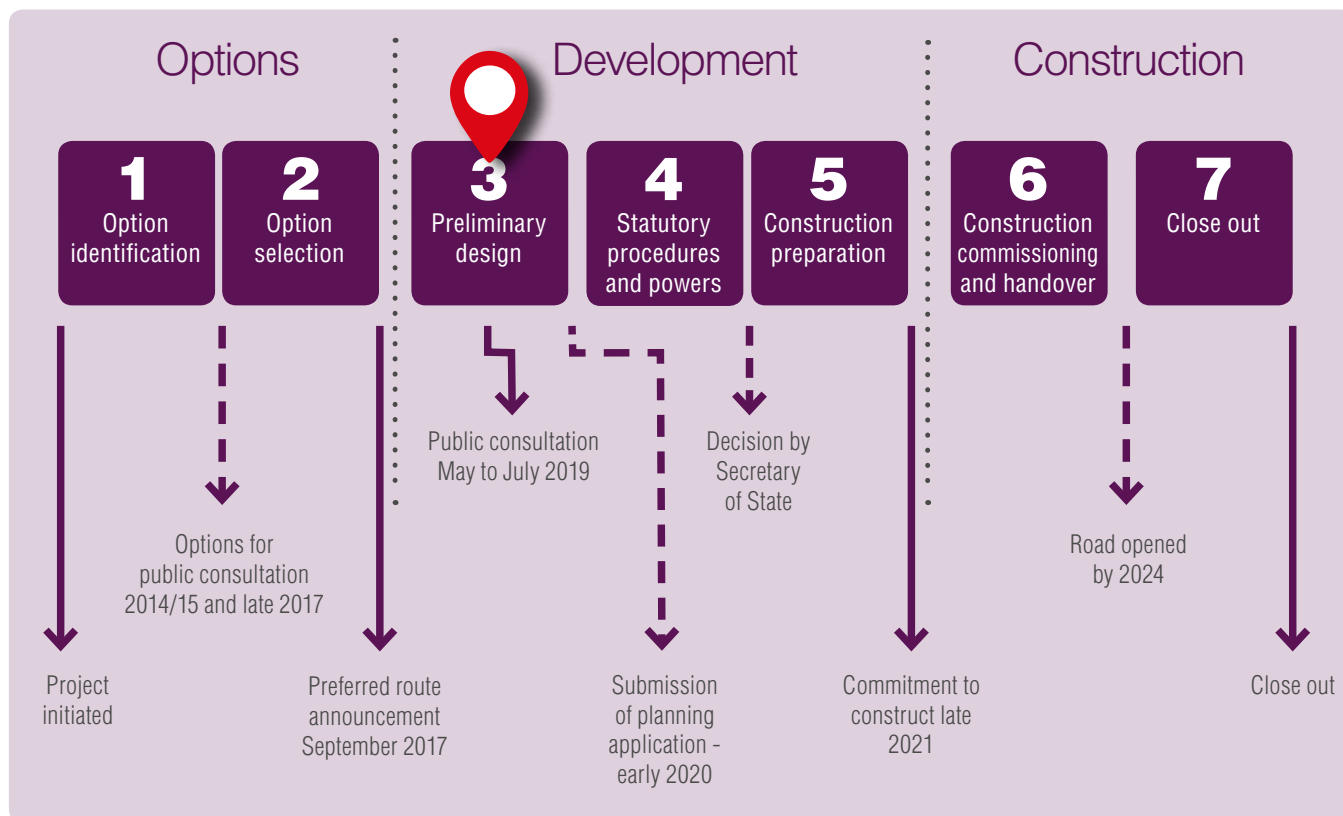 Options
Development
Construction
1
Option
identification
2
Option
selection
3
Preliminary
design
4
Statutory
procedures
and powers
5
Construction
preparation
6
Construction
commissioning
and handover
7
Close out
Public consultation
May to July 2019
Decision by
Secretary
of State
Options for
public consultation
2014/15 and late 2017
Road opened
by 2024
Project
initiated
Preferred route
announcement
September 2017
Submission
of planning
application -
early 2020
Commitment to
construct late
2021
Close out